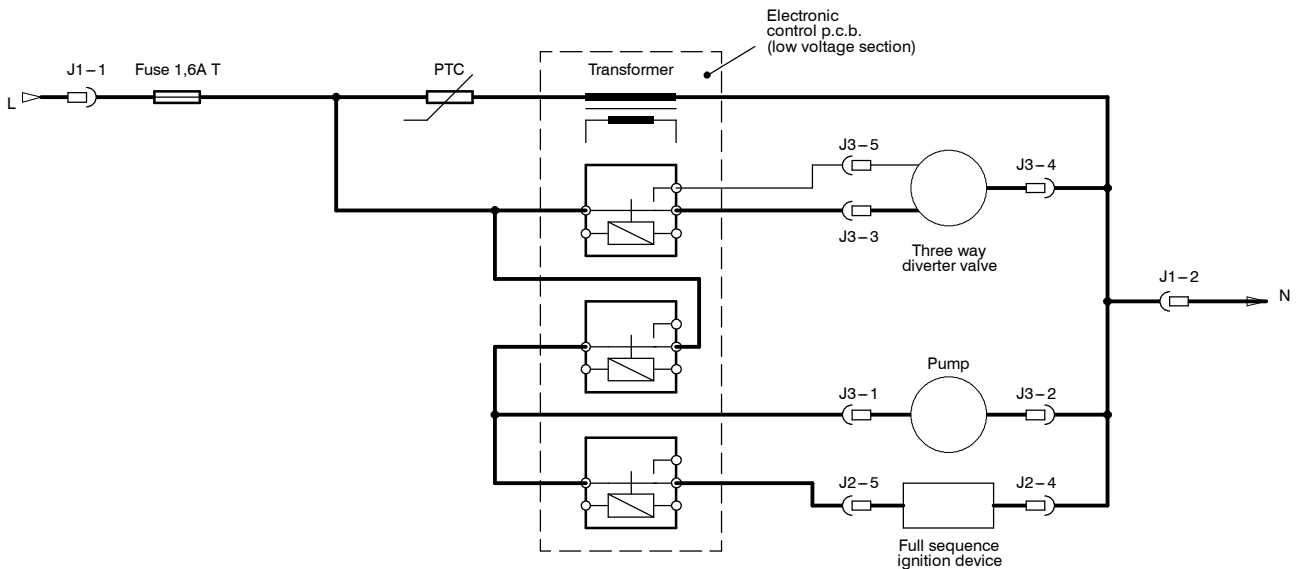 Electronic
control p.c.b.
(low voltage section)
J1-1
Fuse 1,6A T
PTC
Transformer
L
J3-5
J3-4
J3-3
Three way
diverter valve
J1-2
N
Pump
J3-1
J3-2
J2-5
J2-4
Full sequence
ignition device